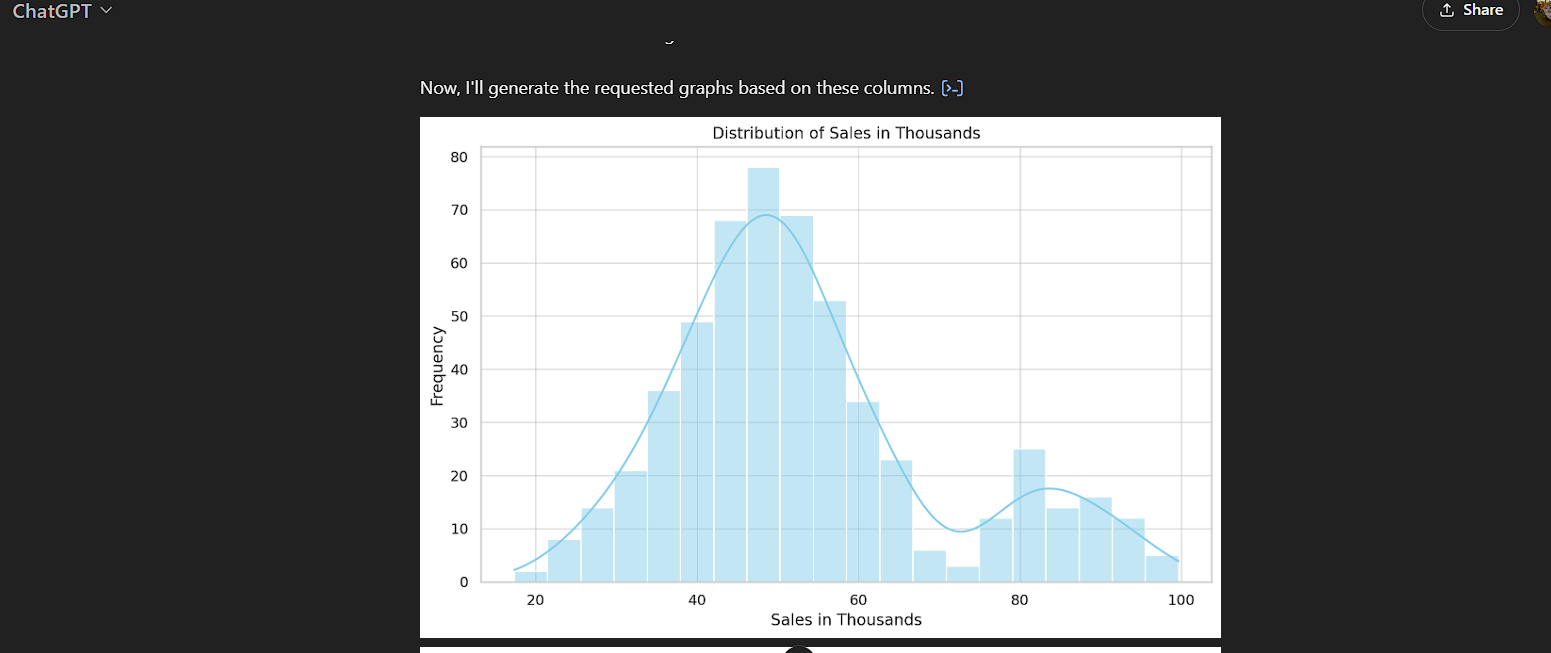 ChatGPT
Share
Now, I'll generate the requested graphs based on these columns.
Distribution of Sales in Thousands
80
70
60
50
40
30
20
10
0
Frequency
20 40 60 80 100
Sales in Thousands